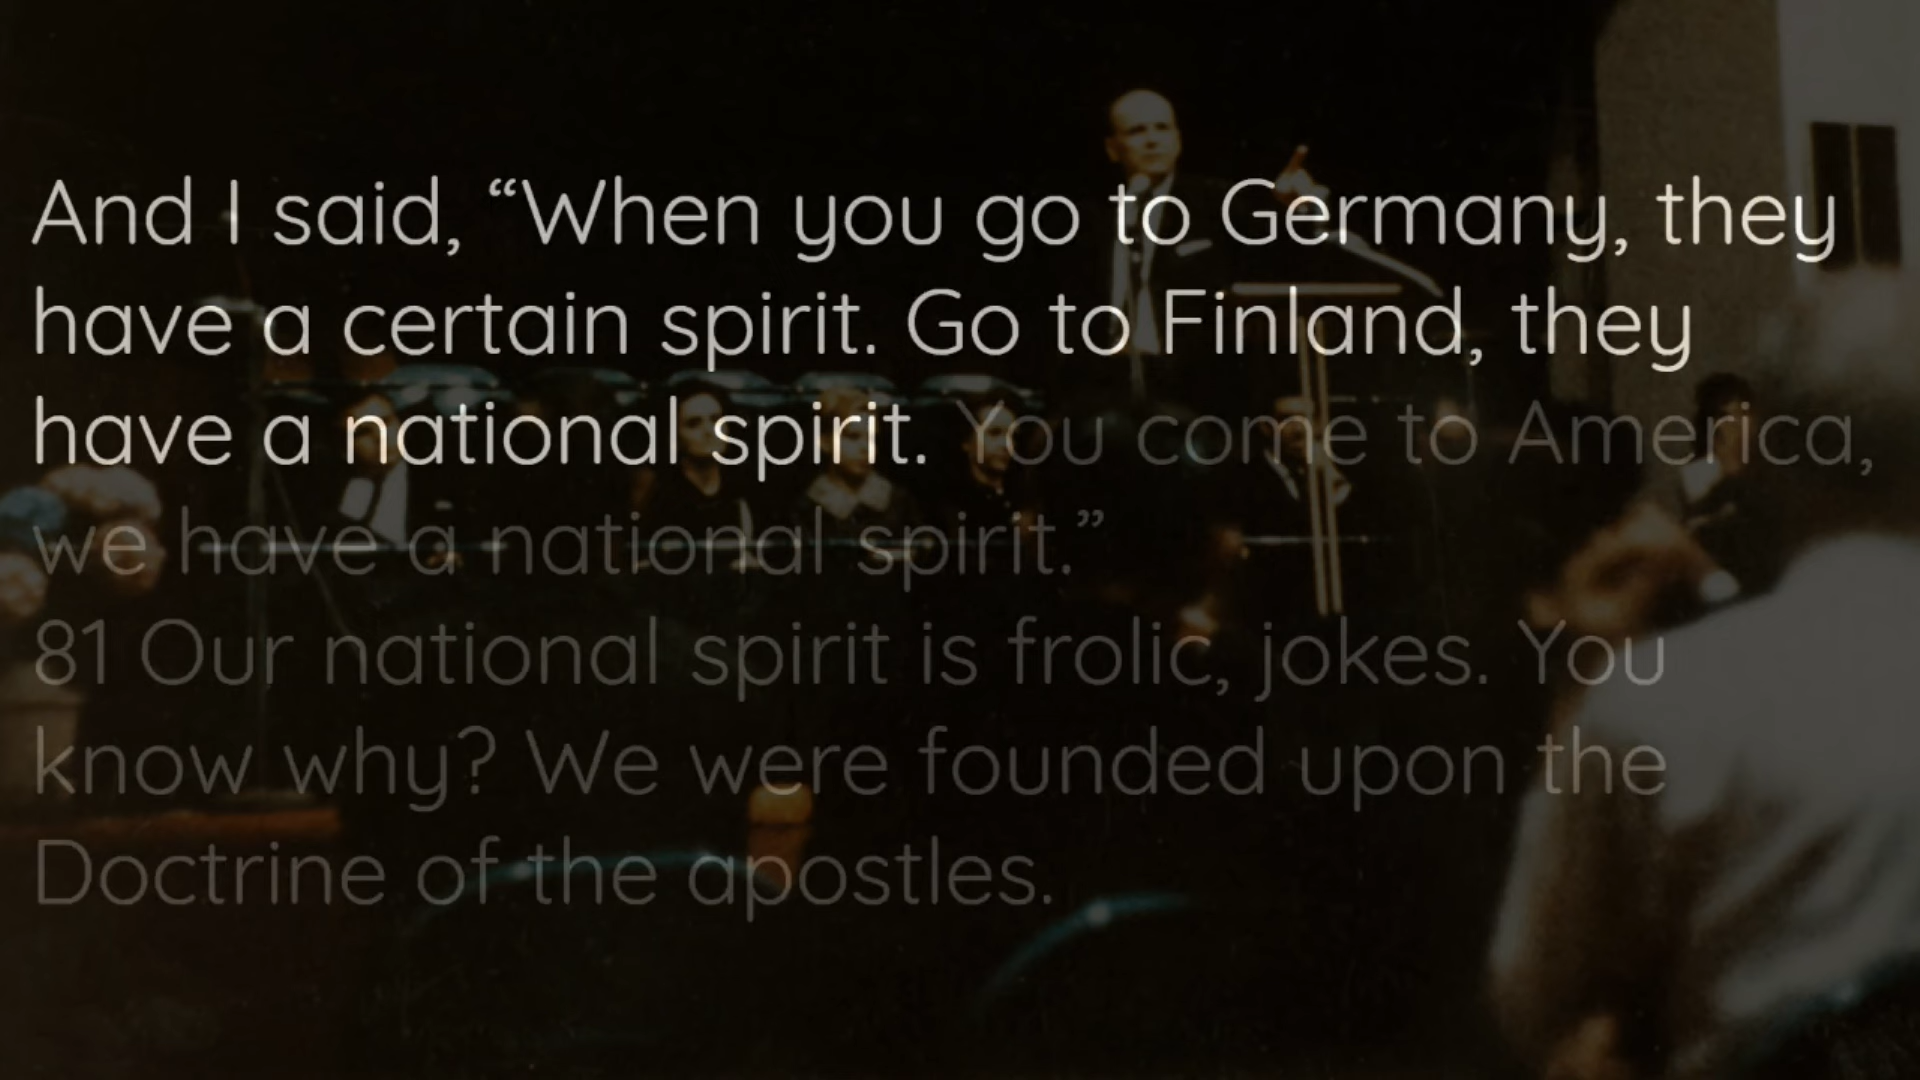 And I said, “When you go to Germany, they
have a certain spirit. Go to Finland, they
have a national spirit. You come to America,
we have a national spirit.”
81 Our national spirit is frolic, jokes. You
know why? We were founded upon the
Doctrine of the apostles.